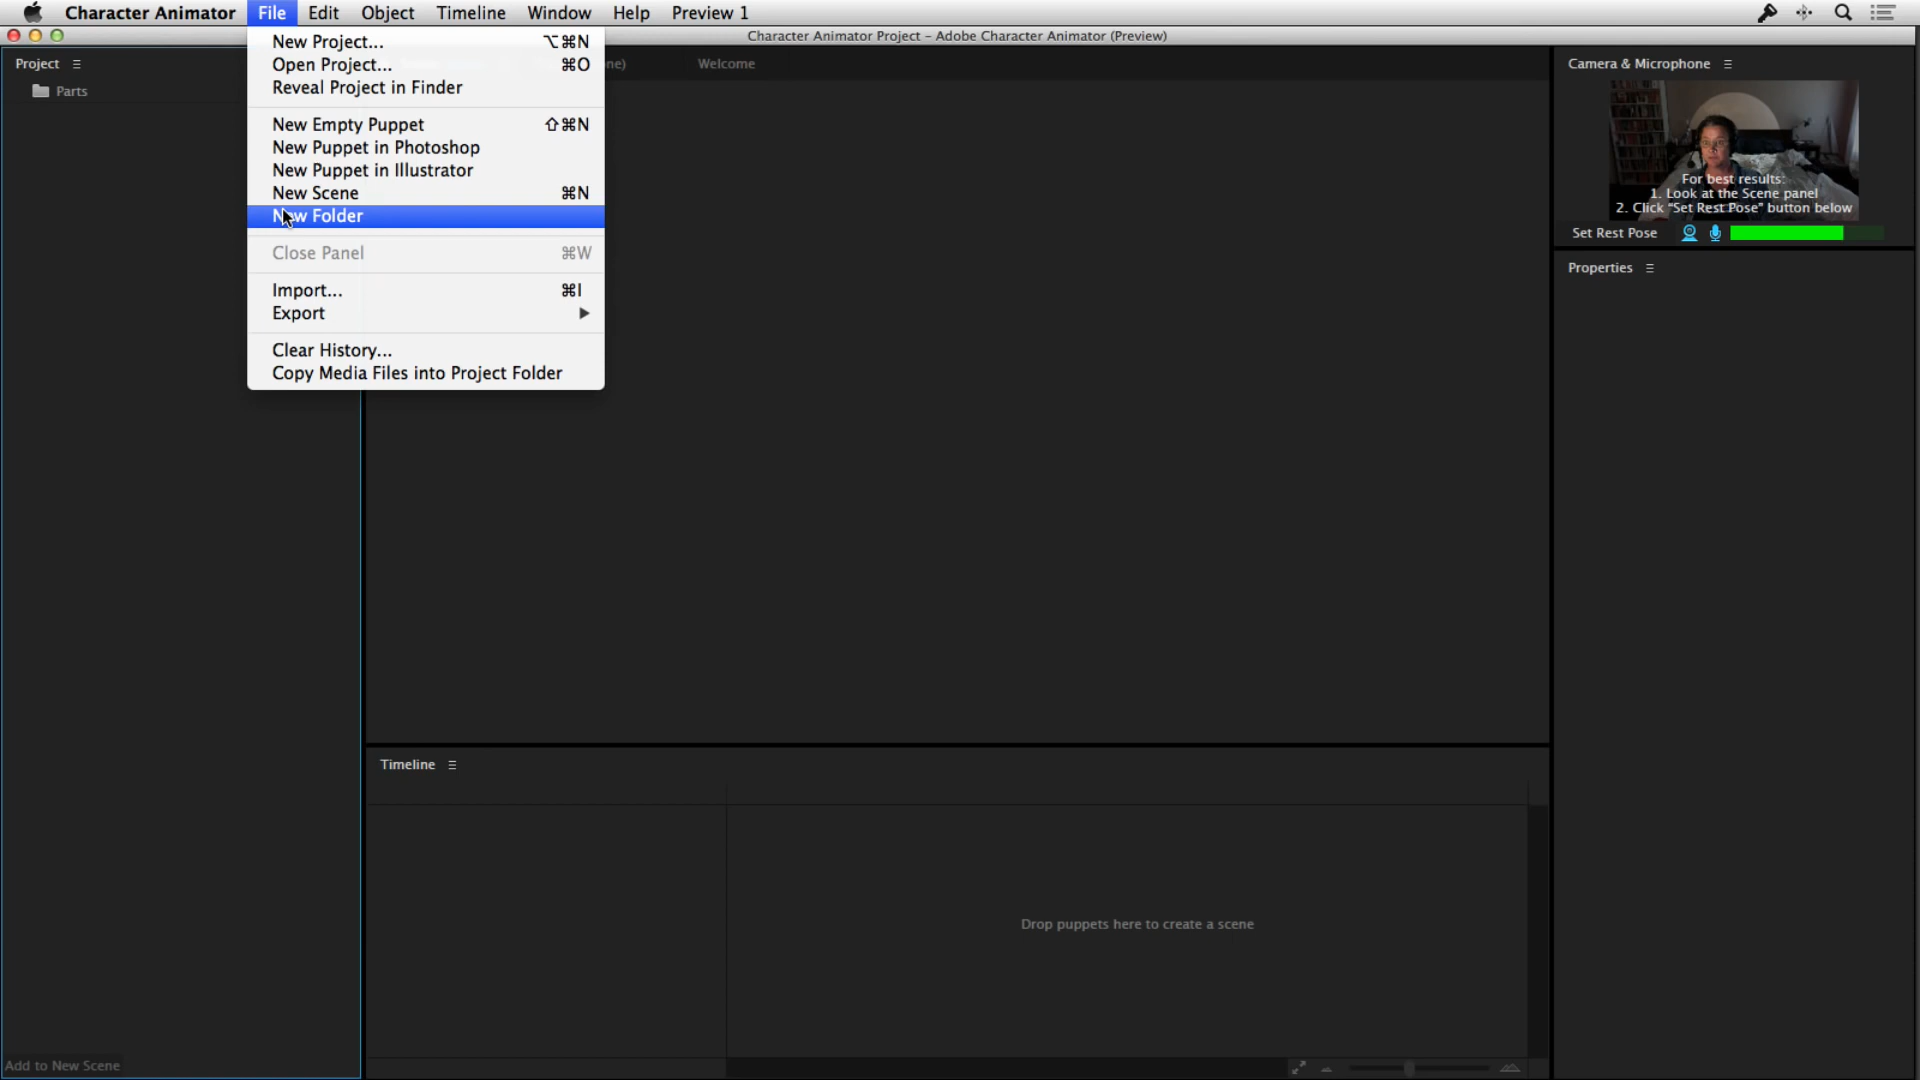 Character Animator File Edit Object Timeline Window Help Preview 1
Character Animator Project – Adobe Character Animator (Preview)
Project
Parts
New Project... ⌥⌘N
Open Project... ⌘O
Reveal Project in Finder
New Empty Puppet ⇧⌘N
New Puppet in Photoshop
New Puppet in Illustrator
New Scene ⌘N
New Folder
Close Panel ⌘W
Import... ⌘I
Export
Clear History...
Copy Media Files into Project Folder
Welcome
Camera & Microphone
For best results:
1. Look at the Scene panel
2. Click “Set Rest Pose” button below
Set Rest Pose
Properties
Timeline
Drop puppets here to create a scene
Add to New Scene